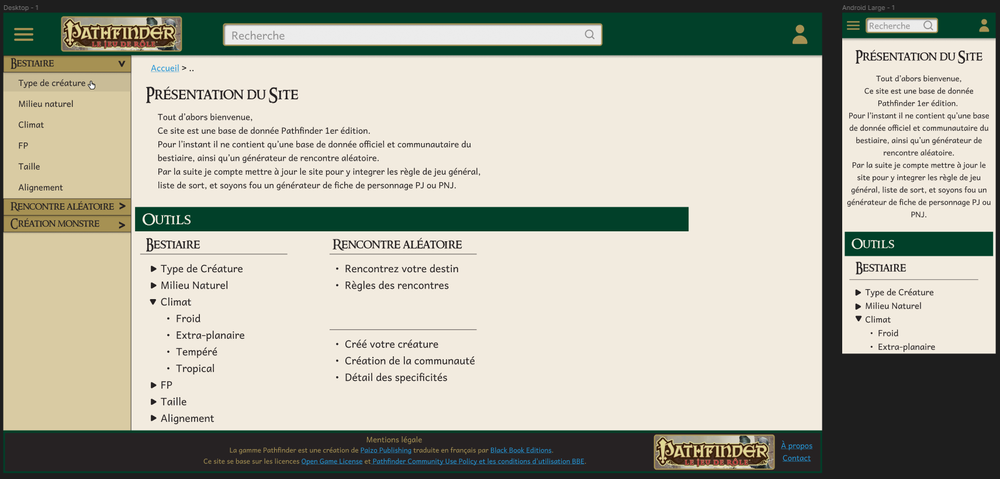 Desktop - 1
PATHFINDER
LE JEU DE RÔLE
Recherche
BESTIAIRE
Type de créature
Milieu naturel
Climat
FP
Taille
Alignement
RENCONTRE ALÉATOIRE >
CRÉATION MONSTRE >
Accueil > ..
PRÉSENTATION DU SITE
Tout d'abors bienvenue,
Ce site est une base de donnée Pathfinder 1er édition.
Pour l'instant il ne contient qu'une base de donnée officiel et communautaire du
bestiaire, ainsi qu'un générateur de rencontre aléatoire.
Par la suite je compte mettre à jour le site pour y integrer les règle de jeu général,
liste de sort, et soyons fou un générateur de fiche de personnage PJ ou PNJ.
OUTILS
BESTIAIRE
Type de Créature
Milieu Naturel
Climat
• Froid
• Extra-planaire
• Tempéré
• Tropical
FP
Taille
Alignement
RENCONTRE ALÉATOIRE
• Rencontrez votre destin
• Règles des rencontres
• Créé votre créature
• Création de la communauté
• Détail des specificités
Mentions légale
La gamme Pathfinder est une création de Paizo Publishing traduite en français par Black Book Editions.
Ce site se base sur les licences Open Game License et Pathfinder Community Use Policy et les conditions d'utilisation BBE.
PATHFINDER
LE JEU DE RÔLE
À propos
Contact
Android Large - 1
Recherche
PRÉSENTATION DU SITE
Tout d'abors bienvenue,
Ce site est une base de donnée
Pathfinder 1er édition.
Pour l'instant il ne contient qu'une base
de donnée officiel et communautaire du
bestiaire, ainsi qu'un générateur de
rencontre aléatoire.
Par la suite je compte mettre à jour le
site pour y integrer les règle de jeu
général, liste de sort, et soyons fou un
générateur de fiche de personnage PJ ou
PNJ.
OUTILS
BESTIAIRE
Type de Créature
Milieu Naturel
Climat
• Froid
• Extra-planaire